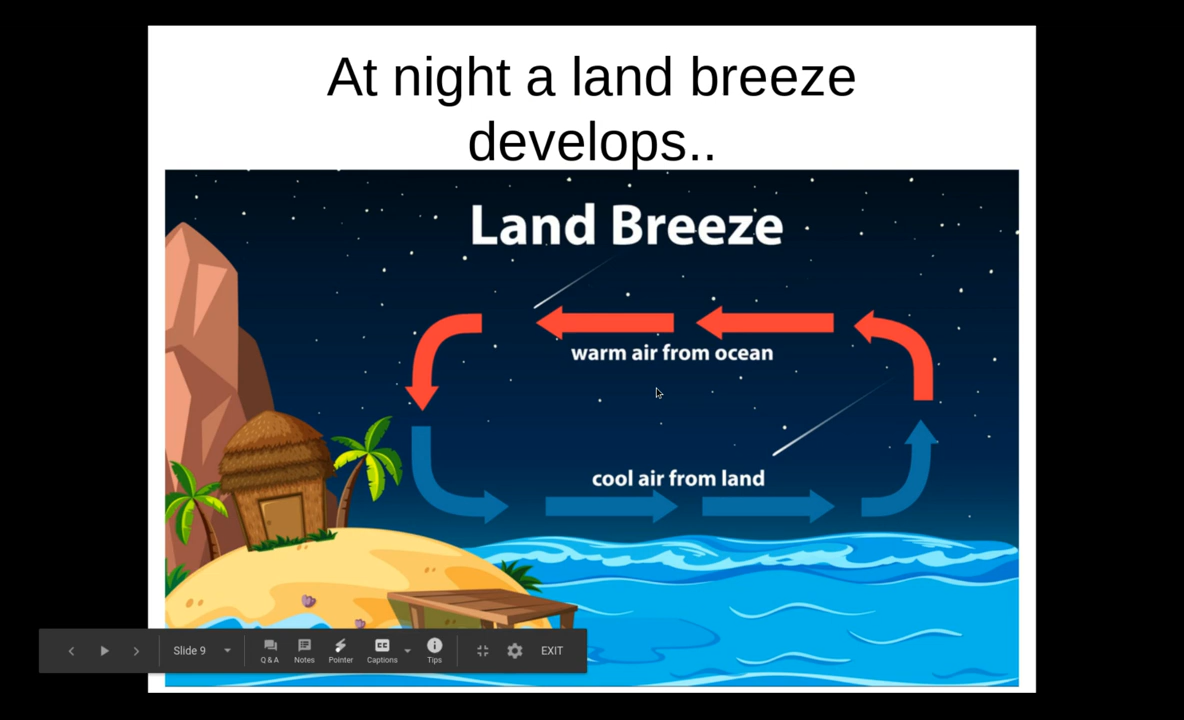 At night a land breeze
develops..
Land Breeze
warm air from ocean
cool air from land
Slide 9
Q & A
Notes
Pointer
Captions
Tips
EXIT